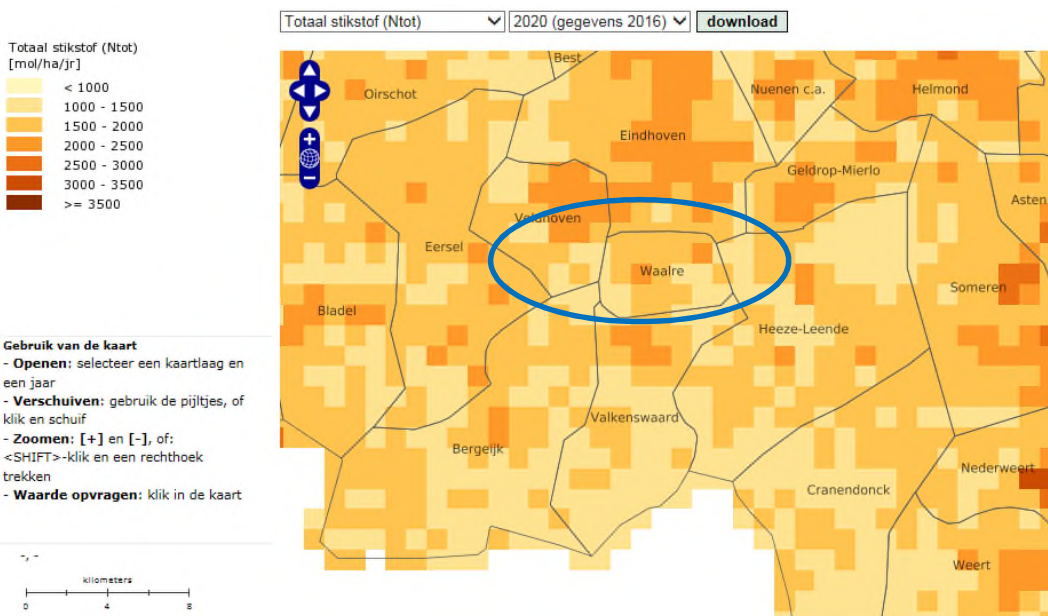 Totaal stikstof (Ntot) 2020 (gegevens 2016) download
Totaal stikstof (Ntot)
[mol/ha/jr]
< 1000
1000 - 1500
1500 - 2000
2000 - 2500
2500 - 3000
3000 - 3500
>= 3500
Best
Oirschot
Nuenen c.a.
Helmond
Eindhoven
Geldrop-Mierlo
Asten
Veldhoven
Eersel
Waalre
Someren
Bladel
Heeze-Leende
Valkenswaard
Bergeijk
Nederweert
Cranendonck
Weert
Gebruik van de kaart
- Openen: selecteer een kaartlaag en
een jaar
- Verschuiven: gebruik de pijltjes, of
klik en schuif
- Zoomen: [+] en [-], of:
<SHIFT>-klik en een rechthoek
trekken
- Waarde opvragen: klik in de kaart
-, -
kilometers
0 4 8